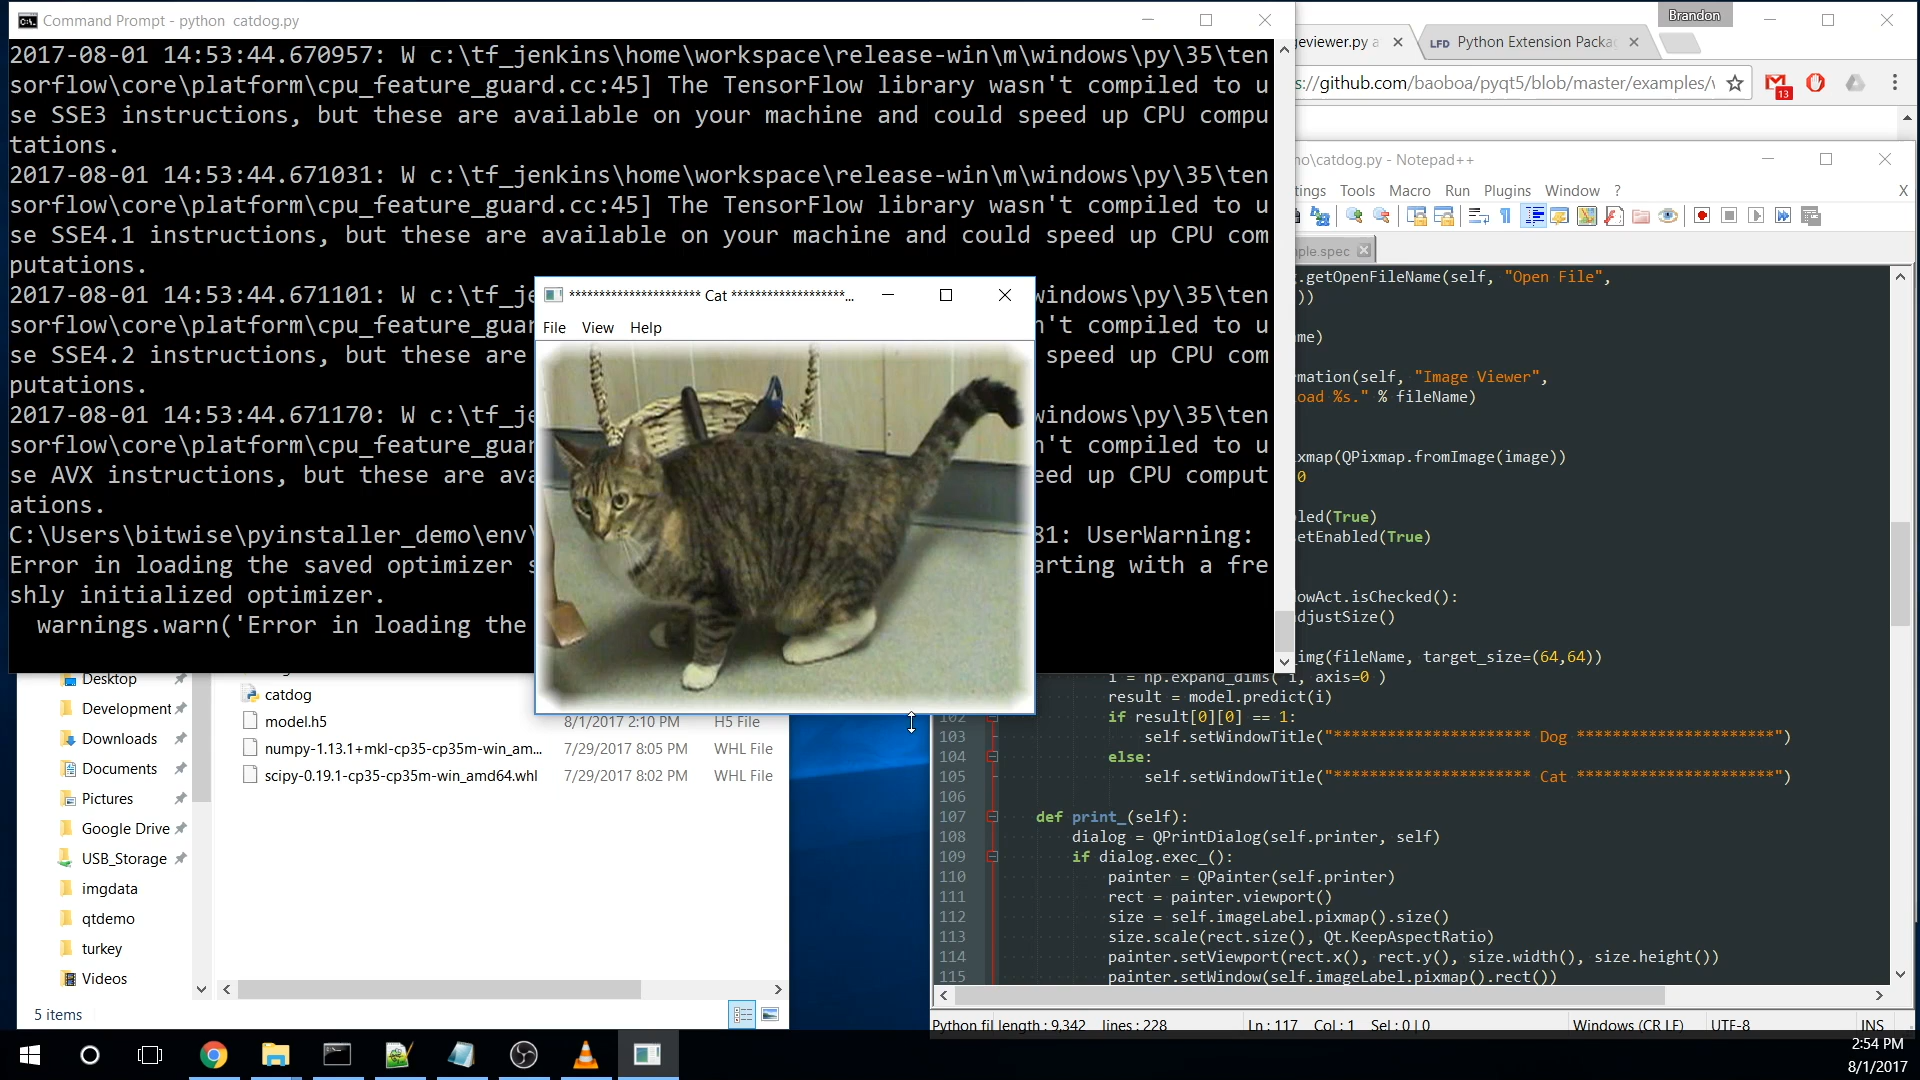 Command Prompt - python  catdog.py
2017-08-01 14:53:44.670957: W c:\tf_jenkins\home\workspace\release-win\m\windows\py\35\ten
sorflow\core\platform\cpu_feature_guard.cc:45] The TensorFlow library wasn't compiled to u
se SSE3 instructions, but these are available on your machine and could speed up CPU compu
tations.
2017-08-01 14:53:44.671031: W c:\tf_jenkins\home\workspace\release-win\m\windows\py\35\ten
sorflow\core\platform\cpu_feature_guard.cc:45] The TensorFlow library wasn't compiled to u
se SSE4.1 instructions, but these are available on your machine and could speed up CPU com
putations.
2017-08-01 14:53:44.671101: W c:\tf_je
windows\py\35\ten
sorflow\core\platform\cpu_feature_guar
n't compiled to u
se SSE4.2 instructions, but these are
speed up CPU com
putations.
2017-08-01 14:53:44.671170: W c:\tf_je
windows\py\35\ten
sorflow\core\platform\cpu_feature_guar
n't compiled to u
se AVX instructions, but these are ava
eed up CPU comput
ations.
C:\Users\bitwise\pyinstaller_demo\env\
81: UserWarning:
Error in loading the saved optimizer s
arting with a fre
shly initialized optimizer.
warnings.warn('Error in loading the
********************** Cat *******************...
File View Help
Brandon
geviewer.py a
LFD Python Extension Packa
s://github.com/baoboa/pyqt5/blob/master/examples/
13
no\catdog.py - Notepad++
tings Tools Macro Run Plugins Window ?
X
ple.spec
.getOpenFileName(self, "Open File",
))
me)
mation(self, "Image Viewer",
oad %s." % fileName)
xmap(QPixmap.fromImage(image))
0
led(True)
etEnabled(True)
owAct.isChecked():
djustSize()
img(fileName, target_size=(64,64))
i = np.expand_dims( i, axis=0 )
result = model.predict(i)
102 if result[0][0] == 1:
103 self.setWindowTitle("********************** Dog **********************")
104 else:
105 self.setWindowTitle("********************** Cat **********************")
106
107 def print_(self):
108 dialog = QPrintDialog(self.printer, self)
109 if dialog.exec_():
110 painter = QPainter(self.printer)
111 rect = painter.viewport()
112 size = self.imageLabel.pixmap().size()
113 size.scale(rect.size(), Qt.KeepAspectRatio)
114 painter.setViewport(rect.x(), rect.y(), size.width(), size.height())
115 painter.setWindow(self.imageLabel.pixmap().rect())
Python fil length : 9,342 lines : 228 Ln : 117 Col : 1 Sel : 0 | 0 Windows (CR LF) UTF-8 INS
Desktop
Development
Downloads
Documents
Pictures
Google Drive
USB_Storage
imgdata
qtdemo
turkey
Videos
catdog
model.h5 8/1/2017 2:10 PM H5 File
numpy-1.13.1+mkl-cp35-cp35m-win_am... 7/29/2017 8:05 PM WHL File
scipy-0.19.1-cp35-cp35m-win_amd64.whl 7/29/2017 8:02 PM WHL File
5 items
2:54 PM
8/1/2017